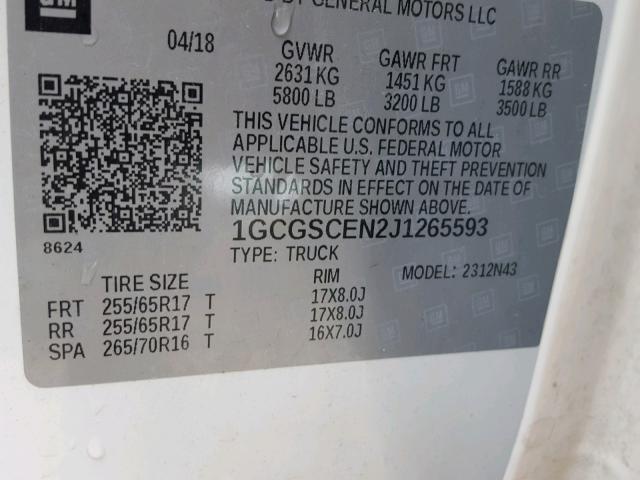 GM
BY GENERAL MOTORS LLC
04/18 GVWR GAWR FRT GAWR RR
2631 KG 1451 KG 1588 KG
5800 LB 3200 LB 3500 LB
THIS VEHICLE CONFORMS TO ALL
APPLICABLE U.S. FEDERAL MOTOR
VEHICLE SAFETY AND THEFT PREVENTION
STANDARDS IN EFFECT ON THE DATE OF
MANUFACTURE SHOWN ABOVE.
8624 1GCGSCEN2J1265593
TYPE: TRUCK MODEL: 2312N43
TIRE SIZE RIM
FRT 255/65R17 T 17X8.0J
RR 255/65R17 T 17X8.0J
SPA 265/70R16 T 16X7.0J